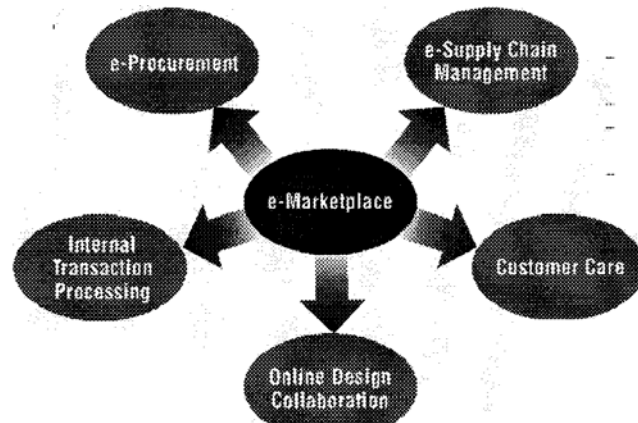 e-Procurement
e-Supply Chain
Management
e-Marketplace
Internal
Transaction
Processing
Customer Care
Online Design
Collaboration